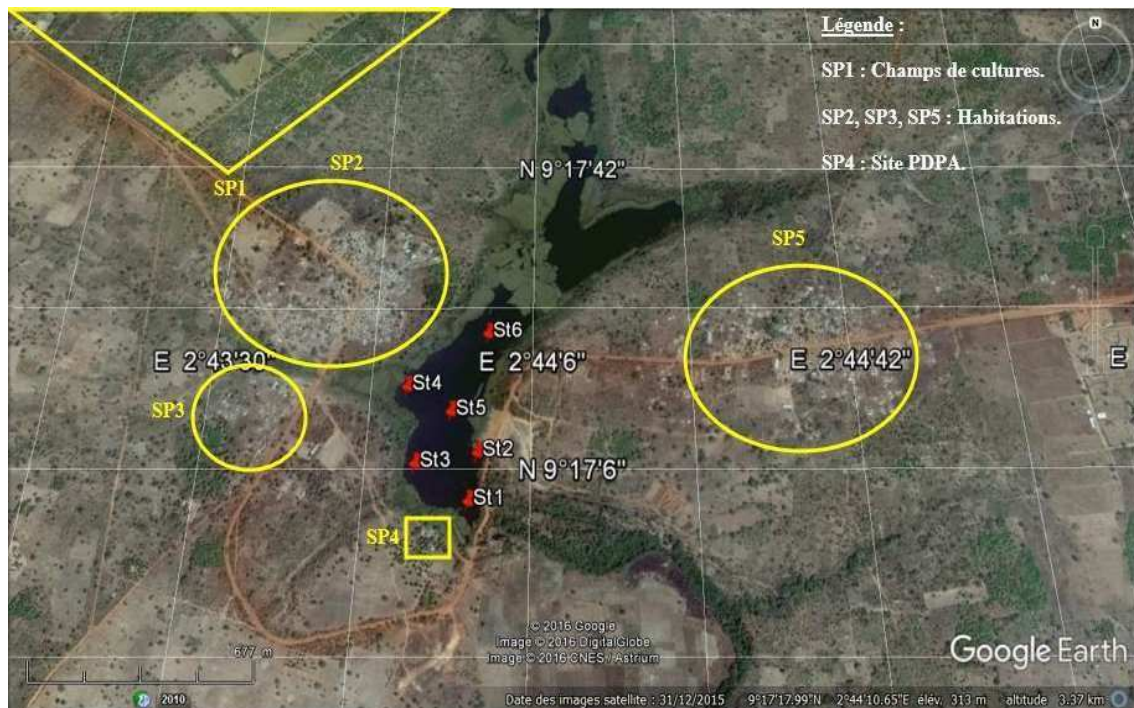 Légende :
N
SP1 : Champs de cultures.
SP2, SP3, SP5 : Habitations.
SP4 : Site PDPA.
SP2
N 9°17'42"
SP1
SP5
St6
E 2°43'30"
E 2°44'6"
E 2°44'42"
E
St4
SP3
St5
St2
St3
N 9°17'6"
St1
SP4
© 2016 Google
Image © 2016 DigitalGlobe
Image © 2016 CNES / Astrium
Google Earth
677 m
2010
Date des images satellite : 31/12/2015 9°17'17.99"N 2°44'10.65"E élév. 313 m altitude 3.37 km